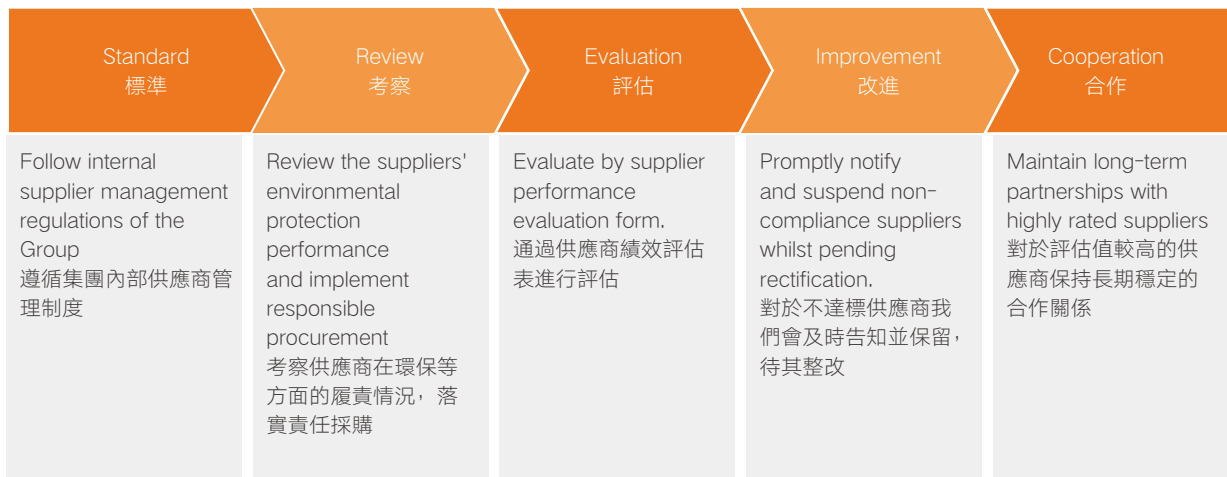 Standard
標準
Review
考察
Evaluation
評估
Improvement
改進
Cooperation
合作
Follow internal
supplier management
regulations of the
Group
遵循集團內部供應商管
理制度
Review the suppliers'
environmental
protection
performance
and implement
responsible
procurement
考察供應商在環保等
方面的履責情況，落
實責任採購
Evaluate by supplier
performance
evaluation form.
通過供應商績效評估
表進行評估
Promptly notify
and suspend non-
compliance suppliers
whilst pending
rectification.
對於不達標供應商我
們會及時告知並保留，
待其整改
Maintain long-term
partnerships with
highly rated suppliers
對於評估值較高的供
應商保持長期穩定的
合作關係